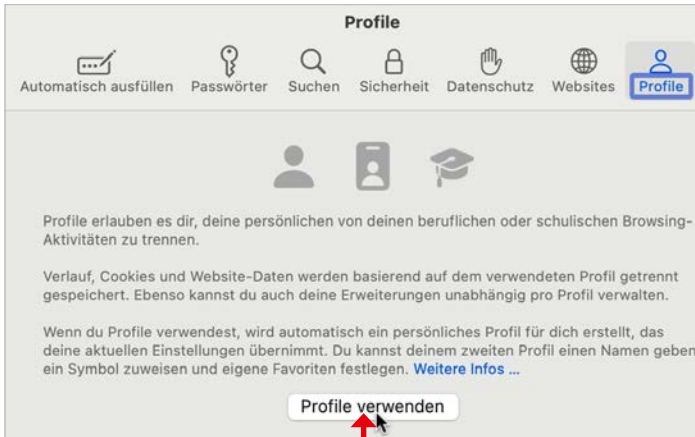 Profile
Automatisch ausfüllen Passwörter Suchen Sicherheit Datenschutz Websites Profile
Profile erlauben es dir, deine persönlichen von deinen beruflichen oder schulischen Browsing-
Aktivitäten zu trennen.
Verlauf, Cookies und Website-Daten werden basierend auf dem verwendeten Profil getrennt
gespeichert. Ebenso kannst du auch deine Erweiterungen unabhängig pro Profil verwalten.
Wenn du Profile verwendest, wird automatisch ein persönliches Profil für dich erstellt, das
deine aktuellen Einstellungen übernimmt. Du kannst deinem zweiten Profil einen Namen geben
ein Symbol zuweisen und eigene Favoriten festlegen. Weitere Infos ...
Profile verwenden